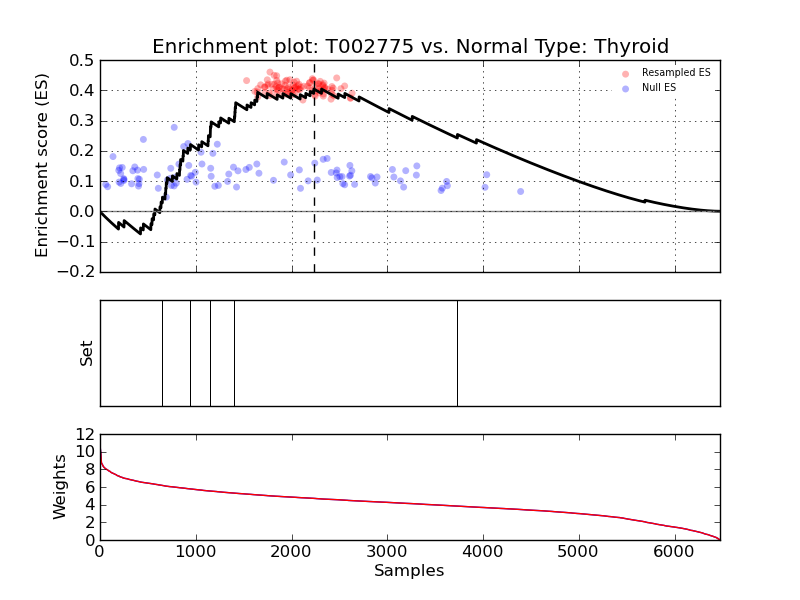 Enrichment plot: T002775 vs. Normal Type: Thyroid
Enrichment score (ES)
0.5
0.4
0.3
0.2
0.1
0.0
−0.1
−0.2
Resampled ES
Null ES
Set
Weights
12
10
8
6
4
2
0
0 1000 2000 3000 4000 5000 6000
Samples